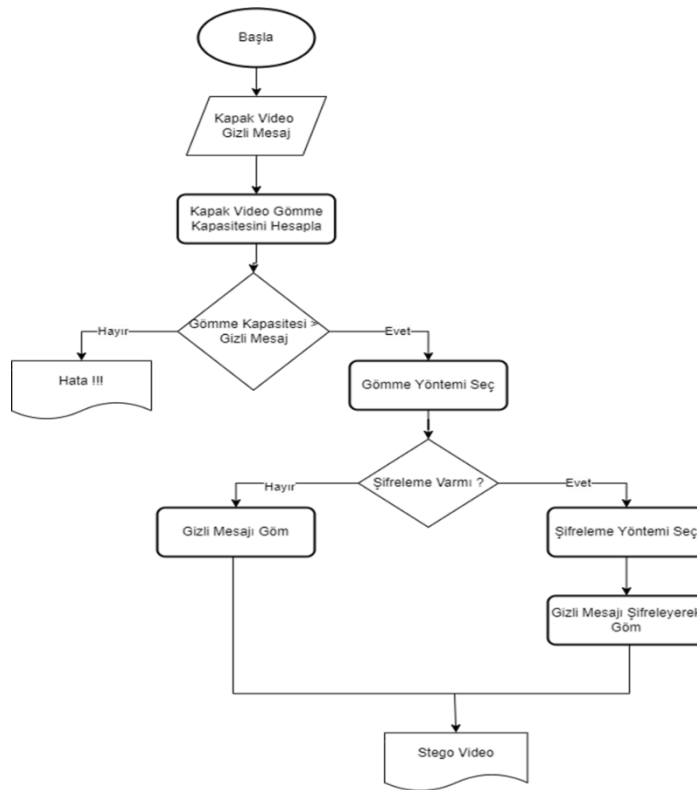 Başla
Kapak Video
Gizli Mesaj
Kapak Video Gömme
Kapasitesini Hesapla
Gömme Kapasitesi >
Gizli Mesaj
Hayır
Evet
Hata !!!
Gömme Yöntemi Seç
Şifreleme Varmı ?
Hayır
Evet
Gizli Mesajı Göm
Şifreleme Yöntemi Seç
Gizli Mesajı Şifreleyerek
Göm
Stego Video